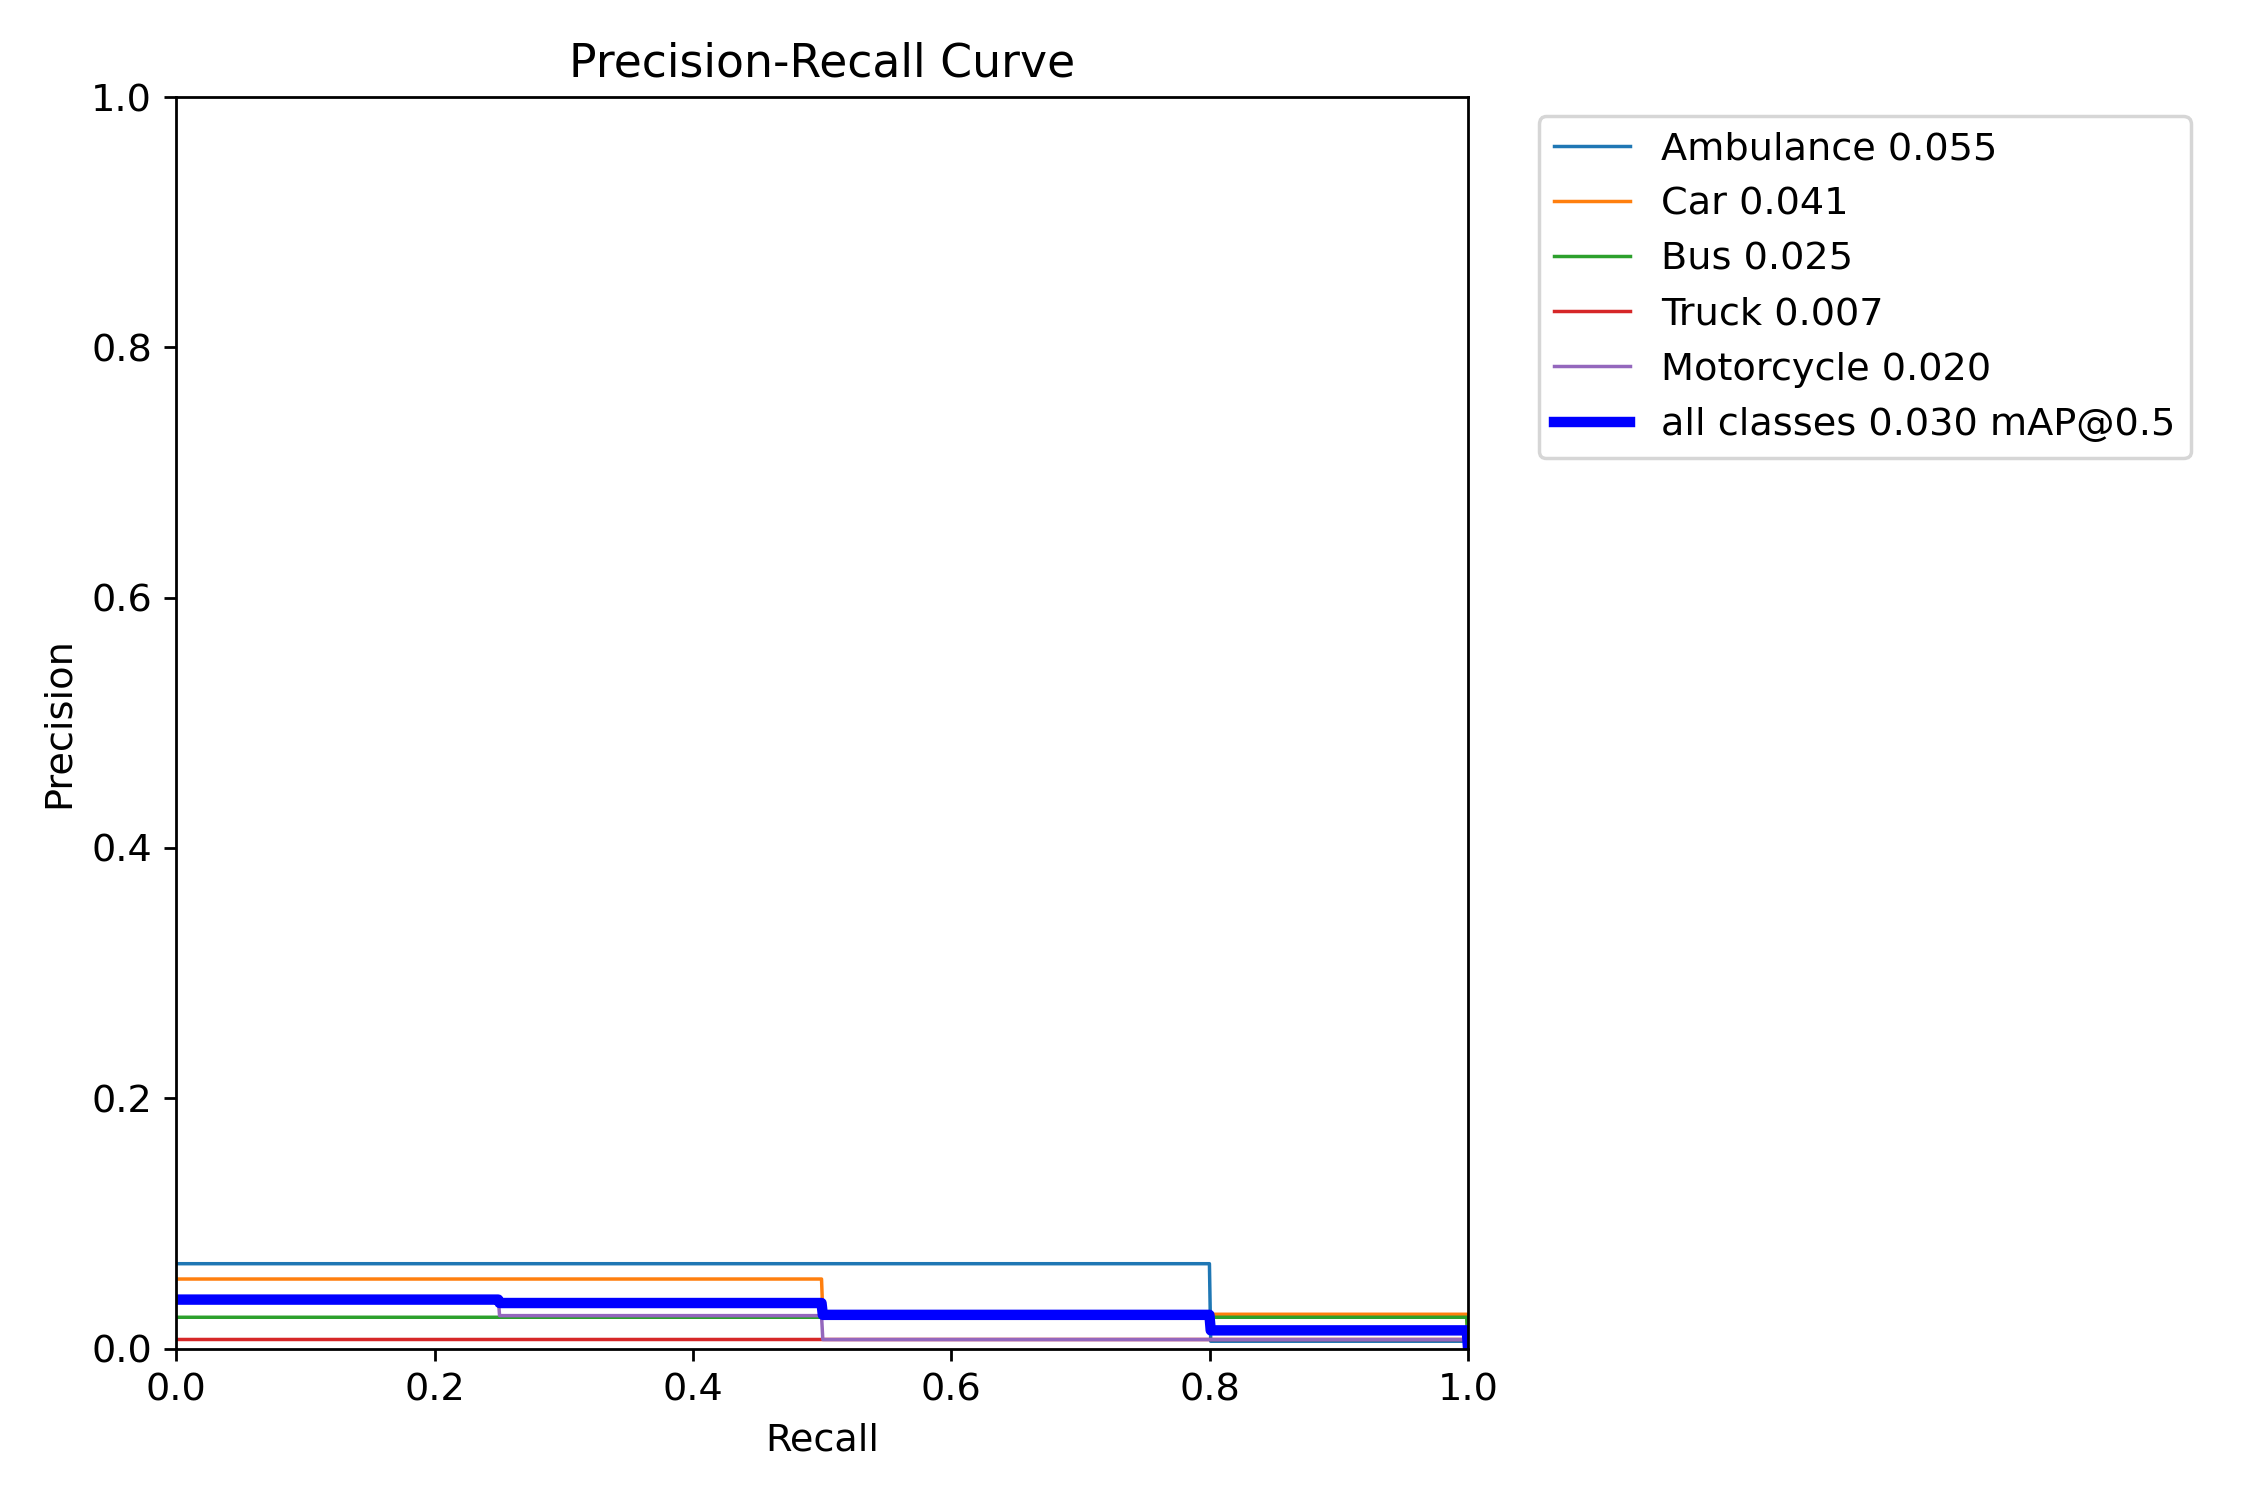 Precision-Recall Curve
1.0
0.8
0.6
0.4
0.2
0.0
Precision
0.0 0.2 0.4 0.6 0.8 1.0
Recall
Ambulance 0.055
Car 0.041
Bus 0.025
Truck 0.007
Motorcycle 0.020
all classes 0.030 mAP@0.5